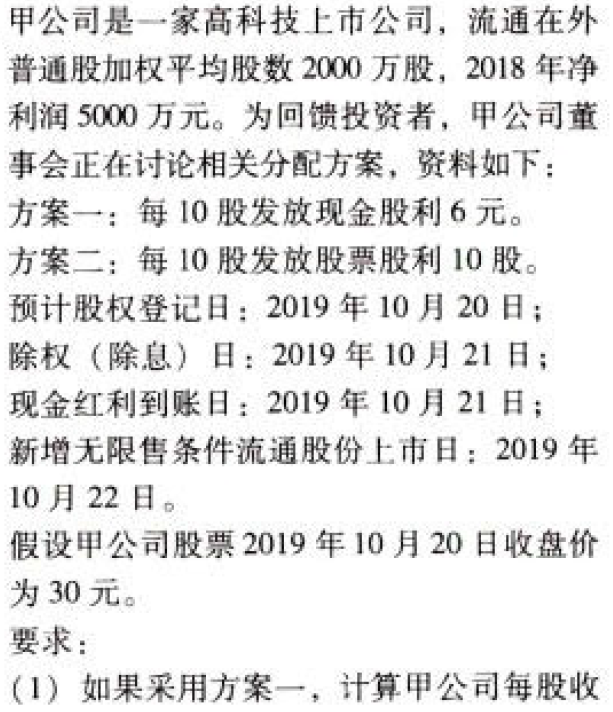 甲公司是一家高科技上市公司，流通在外
普通股加权平均股数 2000 万股，2018 年净
利润 5000 万元。为回馈投资者，甲公司董
事会正在讨论相关分配方案，资料如下：
方案一：每 10 股发放现金股利 6 元。
方案二：每 10 股发放股票股利 10 股。
预计股权登记日：2019 年 10 月 20 日；
除权（除息）日：2019 年 10 月 21 日；
现金红利到账日：2019 年 10 月 21 日；
新增无限售条件流通股份上市日：2019 年
10 月 22 日。
假设甲公司股票 2019 年 10 月 20 日收盘价
为 30 元。
要求：
（1）如果采用方案一，计算甲公司每股收